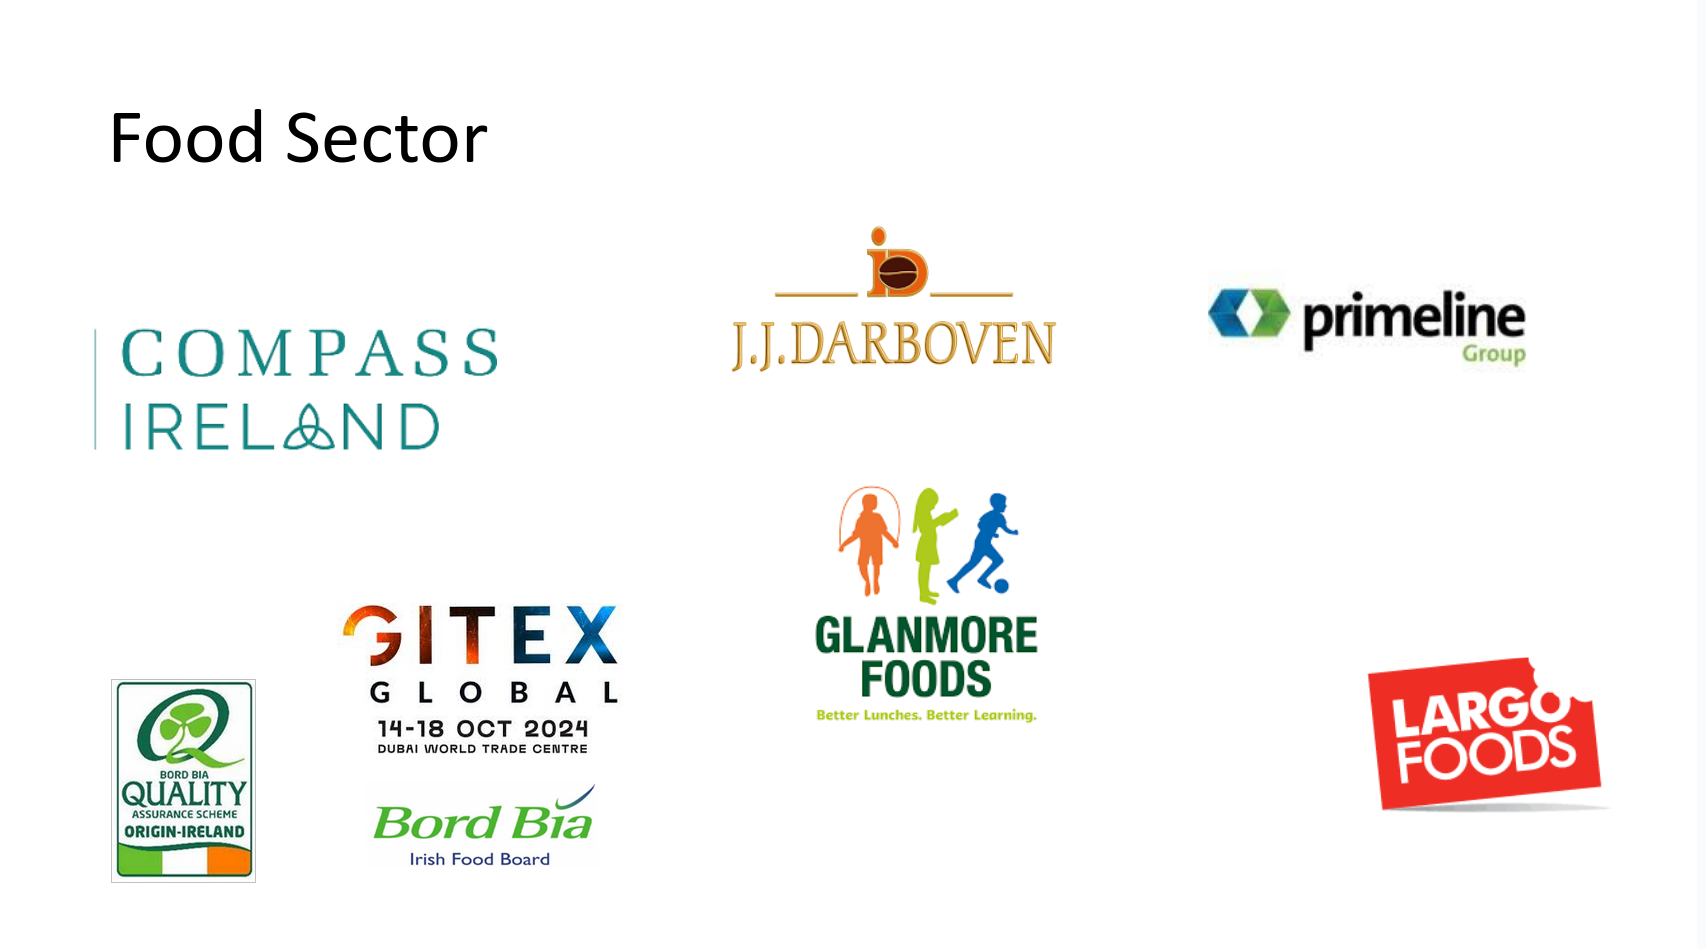 Food Sector
COMPASS
IRELAND
J.J.DARBOVEN
primeline
Group
GLANMORE
FOODS
Better Lunches. Better Learning.
GITEX
GLOBAL
14-18 OCT 2024
DUBAI WORLD TRADE CENTRE
BORD BIA
QUALITY
ASSURANCE SCHEME
ORIGIN-IRELAND
Bord Bia
Irish Food Board
LARGO
FOODS